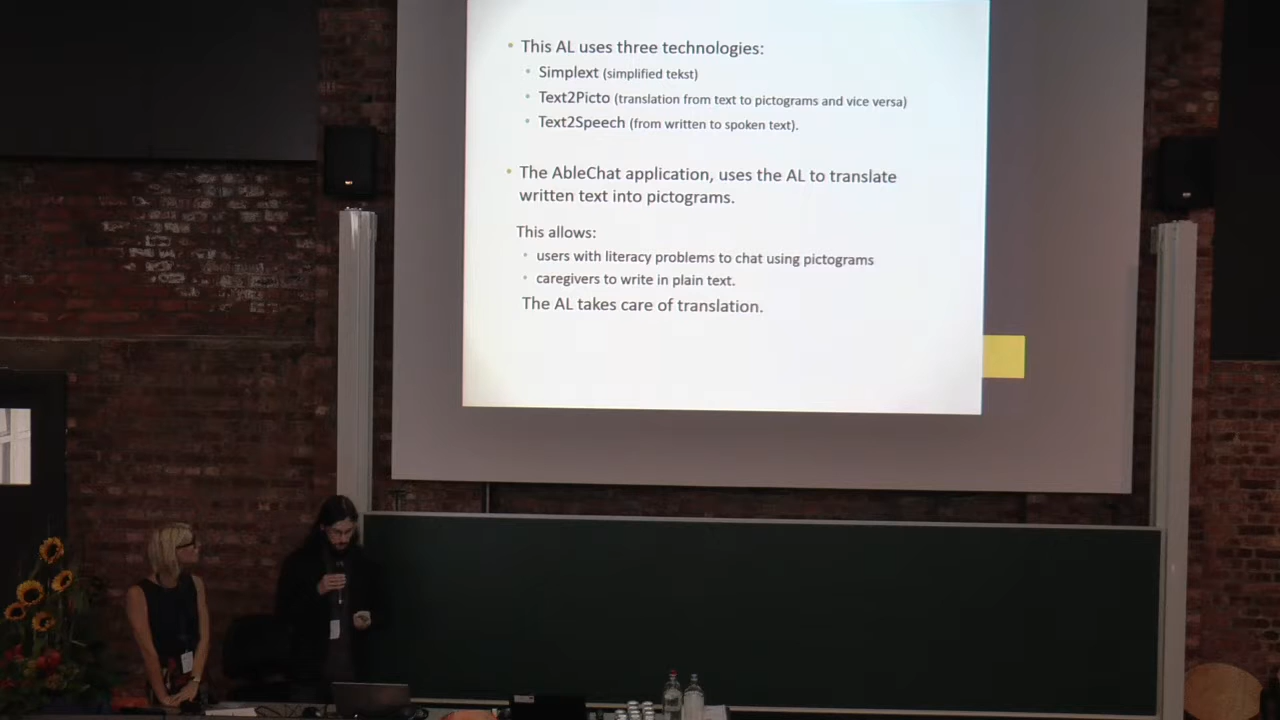 This AL uses three technologies:
Simplext (simplified tekst)
Text2Picto (translation from text to pictograms and vice versa)
Text2Speech (from written to spoken text).
The AbleChat application, uses the AL to translate
written text into pictograms.
This allows:
users with literacy problems to chat using pictograms
caregivers to write in plain text.
The AL takes care of translation.